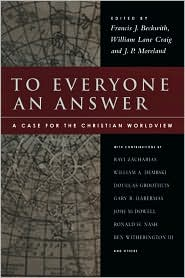 EDITED BY
Francis J. Beckwith,
William Lane Craig
and J. P. Moreland
TO EVERYONE
AN ANSWER
A CASE FOR THE CHRISTIAN WORLDVIEW
WITH CONTRIBUTIONS BY
RAVI ZACHARIAS
WILLIAM A. DEMBSKI
DOUGLAS GROOTHUIS
GARY R. HABERMAS
JOSH McDOWELL
RONALD H. NASH
BEN WITHERINGTON III
AND OTHERS